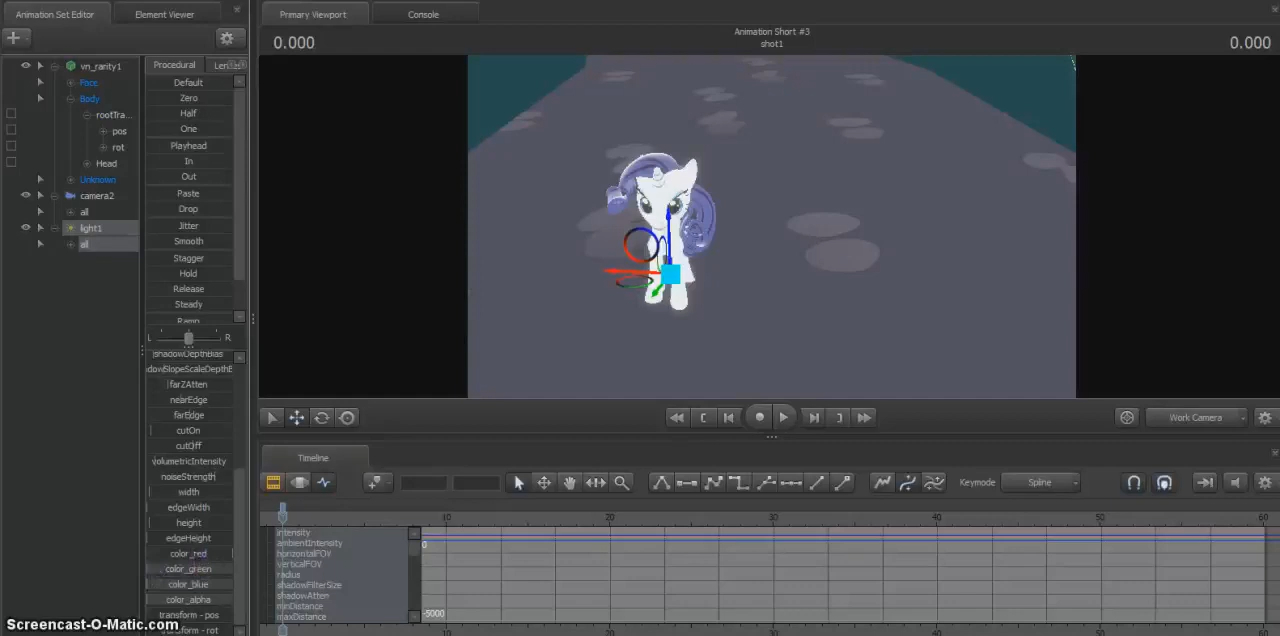 Animation Set Editor
Element Viewer
Primary Viewport
Console
0.000
Animation Short #3
shot1
0.000
vn_rarity1
Face
Body
rootTra...
pos
rot
Head
Unknown
camera2
all
light1
all
Procedural
Default
Zero
Half
One
Playhead
In
Out
Paste
Drop
Jitter
Smooth
Stagger
Hold
Release
Steady
Ramp
L
R
shadowDepthBias
farZAtten
nearEdge
farEdge
cutOn
cutOff
volumetricIntensity
noiseStrength
width
edgeWidth
height
edgeHeight
color_red
color_green
color_blue
color_alpha
transform - pos
transform - rot
Work Camera
Timeline
Keymode
Spline
10
20
30
40
50
60
intensity
ambientIntensity
horizontalFOV
verticalFOV
radius
shadowFilterSize
shadowAtten
minDistance
maxDistance
0
-5000
Screencast-O-Matic.com